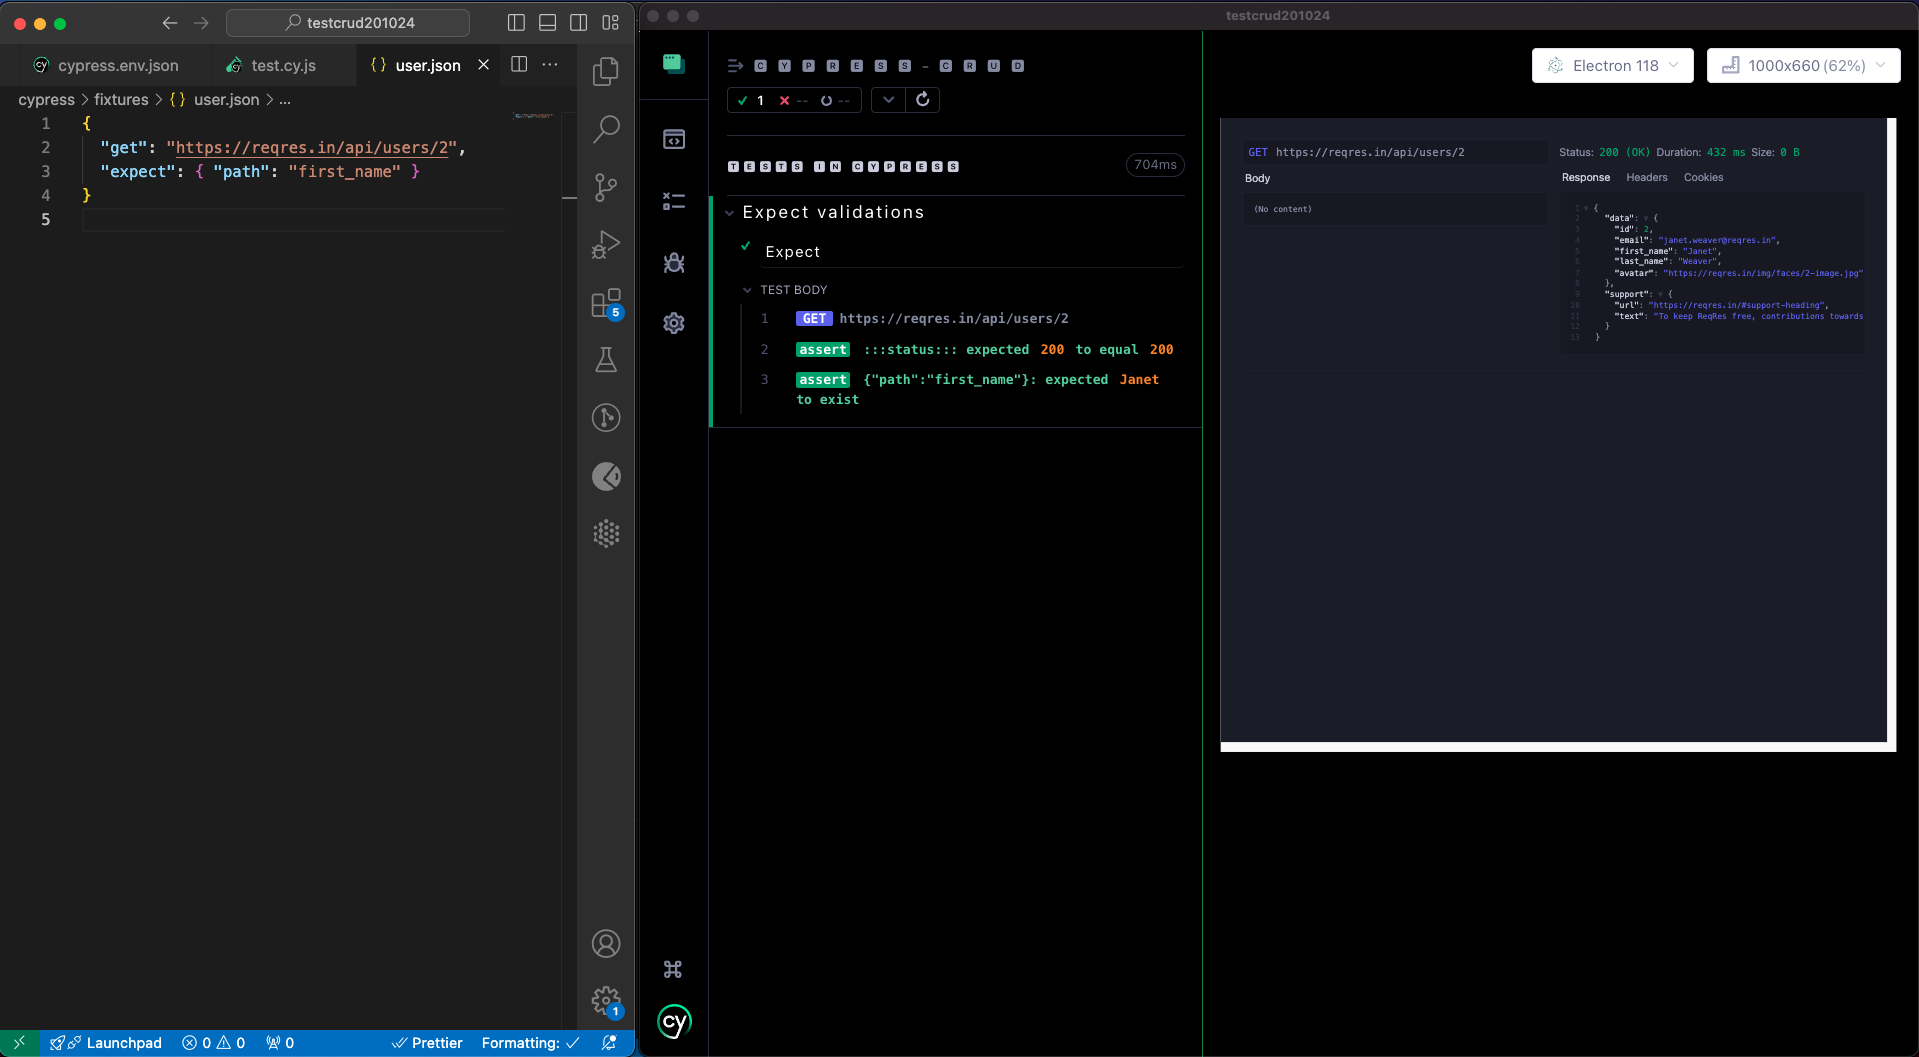 testcrud201024
cypress.env.json
test.cy.js
{} user.json
cypress > fixtures > {} user.json > ...
1 {
2 "get": "https://reqres.in/api/users/2",
3 "expect": { "path": "first_name" }
4 }
5
5
1
Launchpad
0 0
0
Prettier
Formatting:
testcrud201024
CYPRESS-CRUD
1 -- --
TESTS IN CYPRESS
704ms
Expect validations
Expect
TEST BODY
1 GET https://reqres.in/api/users/2
2 assert :::status::: expected 200 to equal 200
3 assert {"path":"first_name"}: expected Janet
to exist
cy
Electron 118
1000x660 (62%)
GET https://reqres.in/api/users/2
Body
(No content)
Status: 200 (OK) Duration: 432 ms Size: 0 B
Response Headers Cookies
1 {
2 "data": {
3 "id": 2,
4 "email": "janet.weaver@reqres.in",
5 "first_name": "Janet",
6 "last_name": "Weaver",
7 "avatar": "https://reqres.in/img/faces/2-image.jpg"
8 },
9 "support": {
10 "url": "https://reqres.in/#support-heading",
11 "text": "To keep ReqRes free, contributions towards
12 }
13 }